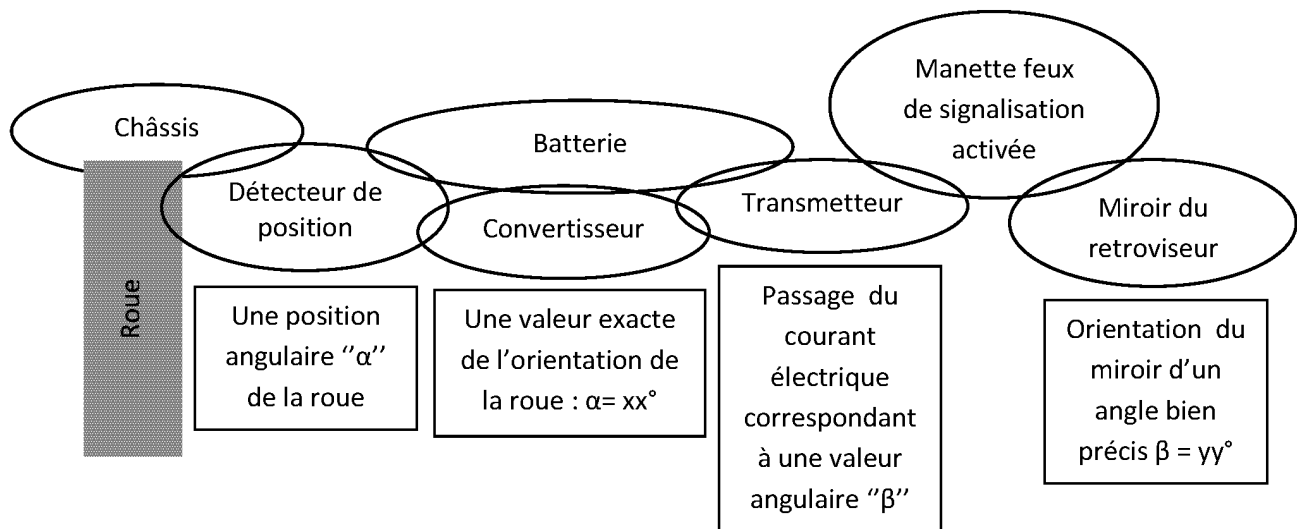 Châssis
Roue
Détecteur de
position
Batterie
Convertisseur
Transmetteur
Manette feux
de signalisation
activée
Miroir du
retroviseur
Une position
angulaire ‘’α’’
de la roue
Une valeur exacte
de l’orientation de
la roue : α= xx°
Passage du
courant
électrique
correspondant
à une valeur
angulaire ‘’β’’
Orientation du
miroir d’un
angle bien
précis β = yy°